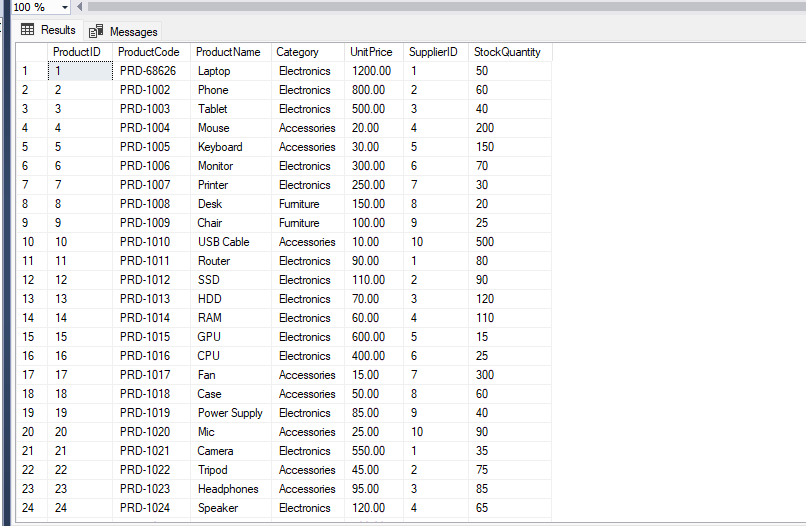 100 %
Results Messages
ProductID ProductCode ProductName Category UnitPrice SupplierID StockQuantity
1 1 PRD-68626 Laptop Electronics 1200.00 1 50
2 2 PRD-1002 Phone Electronics 800.00 2 60
3 3 PRD-1003 Tablet Electronics 500.00 3 40
4 4 PRD-1004 Mouse Accessories 20.00 4 200
5 5 PRD-1005 Keyboard Accessories 30.00 5 150
6 6 PRD-1006 Monitor Electronics 300.00 6 70
7 7 PRD-1007 Printer Electronics 250.00 7 30
8 8 PRD-1008 Desk Furniture 150.00 8 20
9 9 PRD-1009 Chair Furniture 100.00 9 25
10 10 PRD-1010 USB Cable Accessories 10.00 10 500
11 11 PRD-1011 Router Electronics 90.00 1 80
12 12 PRD-1012 SSD Electronics 110.00 2 90
13 13 PRD-1013 HDD Electronics 70.00 3 120
14 14 PRD-1014 RAM Electronics 60.00 4 110
15 15 PRD-1015 GPU Electronics 600.00 5 15
16 16 PRD-1016 CPU Electronics 400.00 6 25
17 17 PRD-1017 Fan Accessories 15.00 7 300
18 18 PRD-1018 Case Accessories 50.00 8 60
19 19 PRD-1019 Power Supply Electronics 85.00 9 40
20 20 PRD-1020 Mic Accessories 25.00 10 90
21 21 PRD-1021 Camera Electronics 550.00 1 35
22 22 PRD-1022 Tripod Accessories 45.00 2 75
23 23 PRD-1023 Headphones Accessories 95.00 3 85
24 24 PRD-1024 Speaker Electronics 120.00 4 65